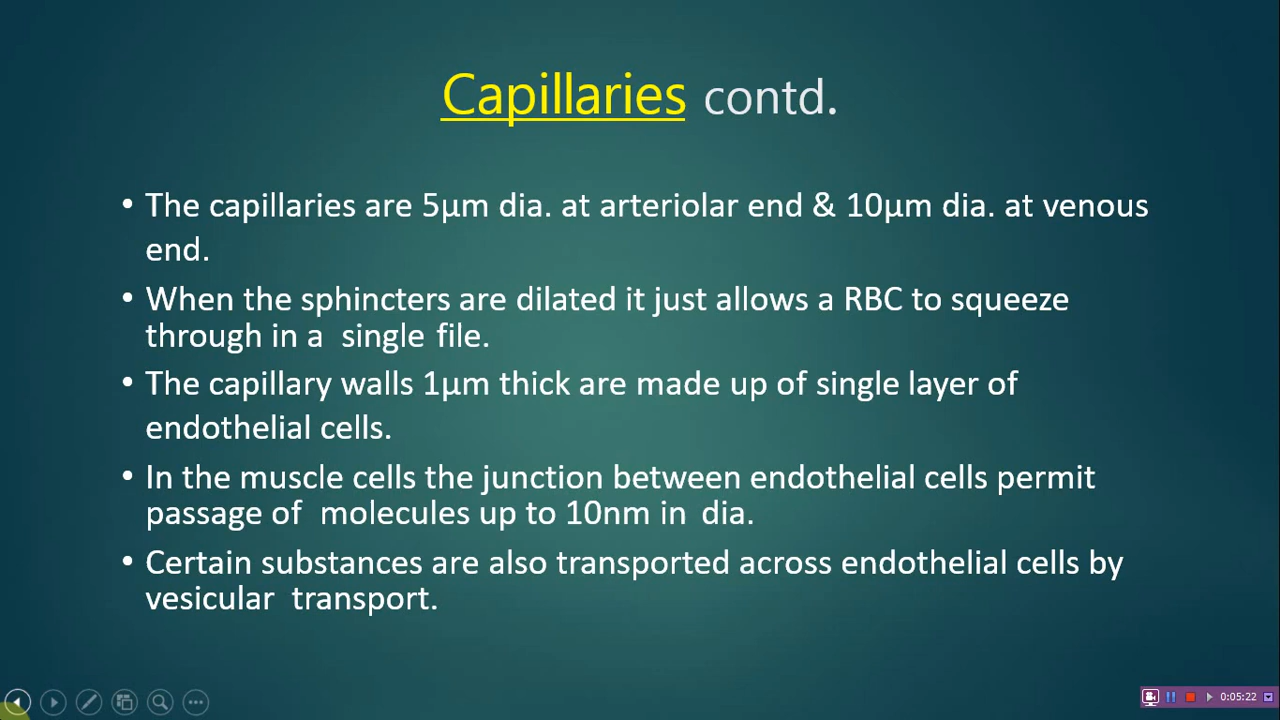 Capillaries contd.
• The capillaries are 5µm dia. at arteriolar end & 10µm dia. at venous
end.
• When the sphincters are dilated it just allows a RBC to squeeze
through in a single file.
• The capillary walls 1µm thick are made up of single layer of
endothelial cells.
• In the muscle cells the junction between endothelial cells permit
passage of molecules up to 10nm in dia.
• Certain substances are also transported across endothelial cells by
vesicular transport.
0:05:22